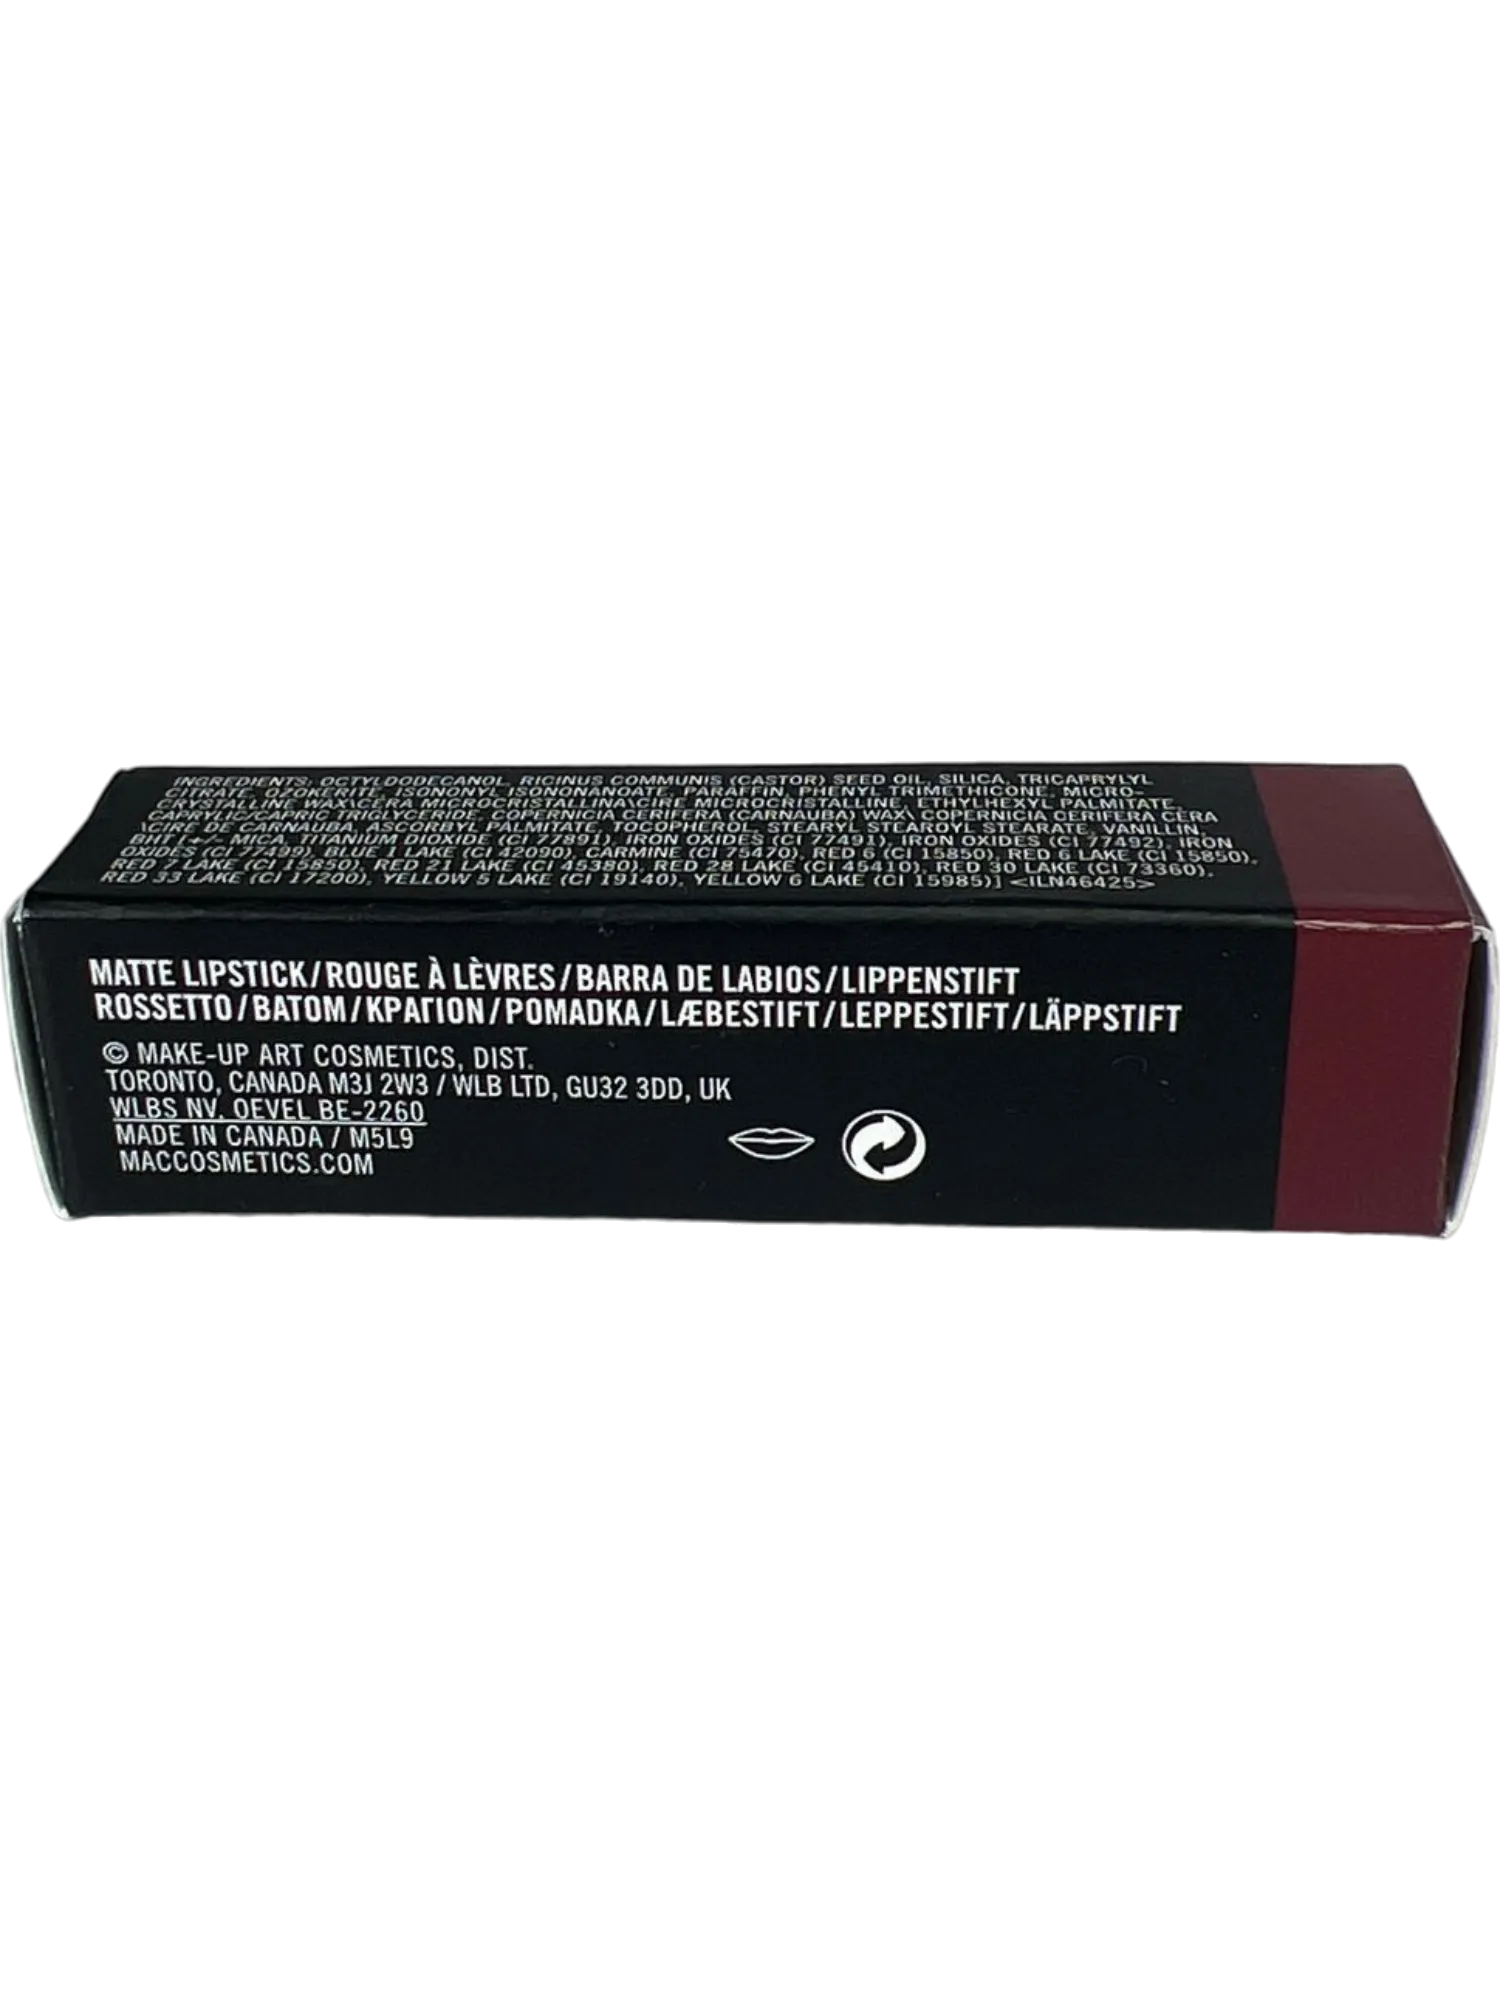 INGREDIENTS: OCTYLDODECANOL, RICINUS COMMUNIS (CASTOR) SEED OIL, SILICA, TRICAPRYLYL
CITRATE, OZOKERITE, ISONONYL ISONONANOATE, PARAFFIN, PHENYL TRIMETHICONE, MICRO-
CRYSTALLINE WAX\CERA MICROCRISTALLINA\CIRE MICROCRISTALLINE, ETHYLHEXYL PALMITATE,
CAPRYLIC/CAPRIC TRIGLYCERIDE, COPERNICIA CERIFERA (CARNAUBA) WAX\ COPERNICIA CERIFERA CERA
\CIRE DE CARNAUBA, ASCORBYL PALMITATE, TOCOPHEROL, STEARYL STEAROYL STEARATE, VANILLIN,
BHT [+/- MICA, TITANIUM DIOXIDE (CI 77891), IRON OXIDES (CI 77491), IRON OXIDES (CI 77492), IRON
OXIDES (CI 77499), BLUE 1 LAKE (CI 42090), CARMINE (CI 75470), RED 6 (CI 15850), RED 6 LAKE (CI 15850),
RED 7 LAKE (CI 15850), RED 21 LAKE (CI 45380), RED 28 LAKE (CI 45410), RED 30 LAKE (CI 73360),
RED 33 LAKE (CI 17200), YELLOW 5 LAKE (CI 19140), YELLOW 6 LAKE (CI 15985)] <ILN46425>
MATTE LIPSTICK/ROUGE À LÈVRES/BARRA DE LABIOS/LIPPENSTIFT
ROSSETTO/BATOM/ΚΡΑΓΙΟΝ/POMADKA/LÆBESTIFT/LEPPESTIFT/LÄPPSTIFT
© MAKE-UP ART COSMETICS, DIST.
TORONTO, CANADA M3J 2W3 / WLB LTD, GU32 3DD, UK
WLBS NV. OEVEL BE-2260
MADE IN CANADA / M5L9
MACCOSMETICS.COM